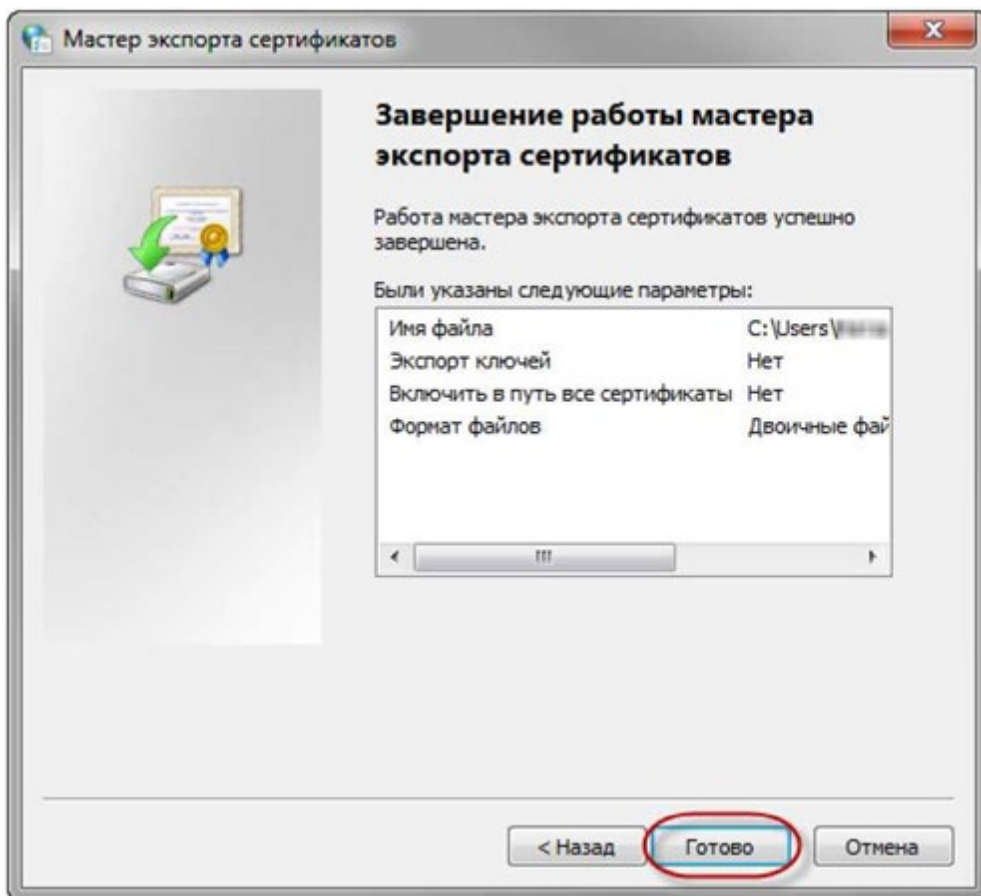 Мастер экспорта сертификатов
Завершение работы мастера
экспорта сертификатов
Работа мастера экспорта сертификатов успешно
завершена.
Были указаны следующие параметры:
Имя файла C:\Users\
Экспорт ключей Нет
Включить в путь все сертификаты Нет
Формат файлов Двоичные фай
< Назад Готово Отмена